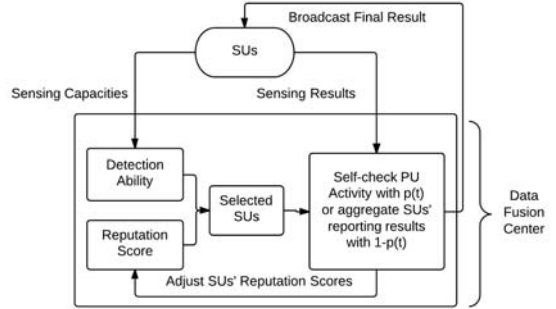 Broadcast Final Result
SUs
Sensing Capacities
Sensing Results
Detection
Ability
Selected
SUs
Reputation
Score
Self-check PU
Activity with p(t)
or aggregate SUs'
reporting results
with 1-p(t)
Adjust SUs' Reputation Scores
Data
Fusion
Center